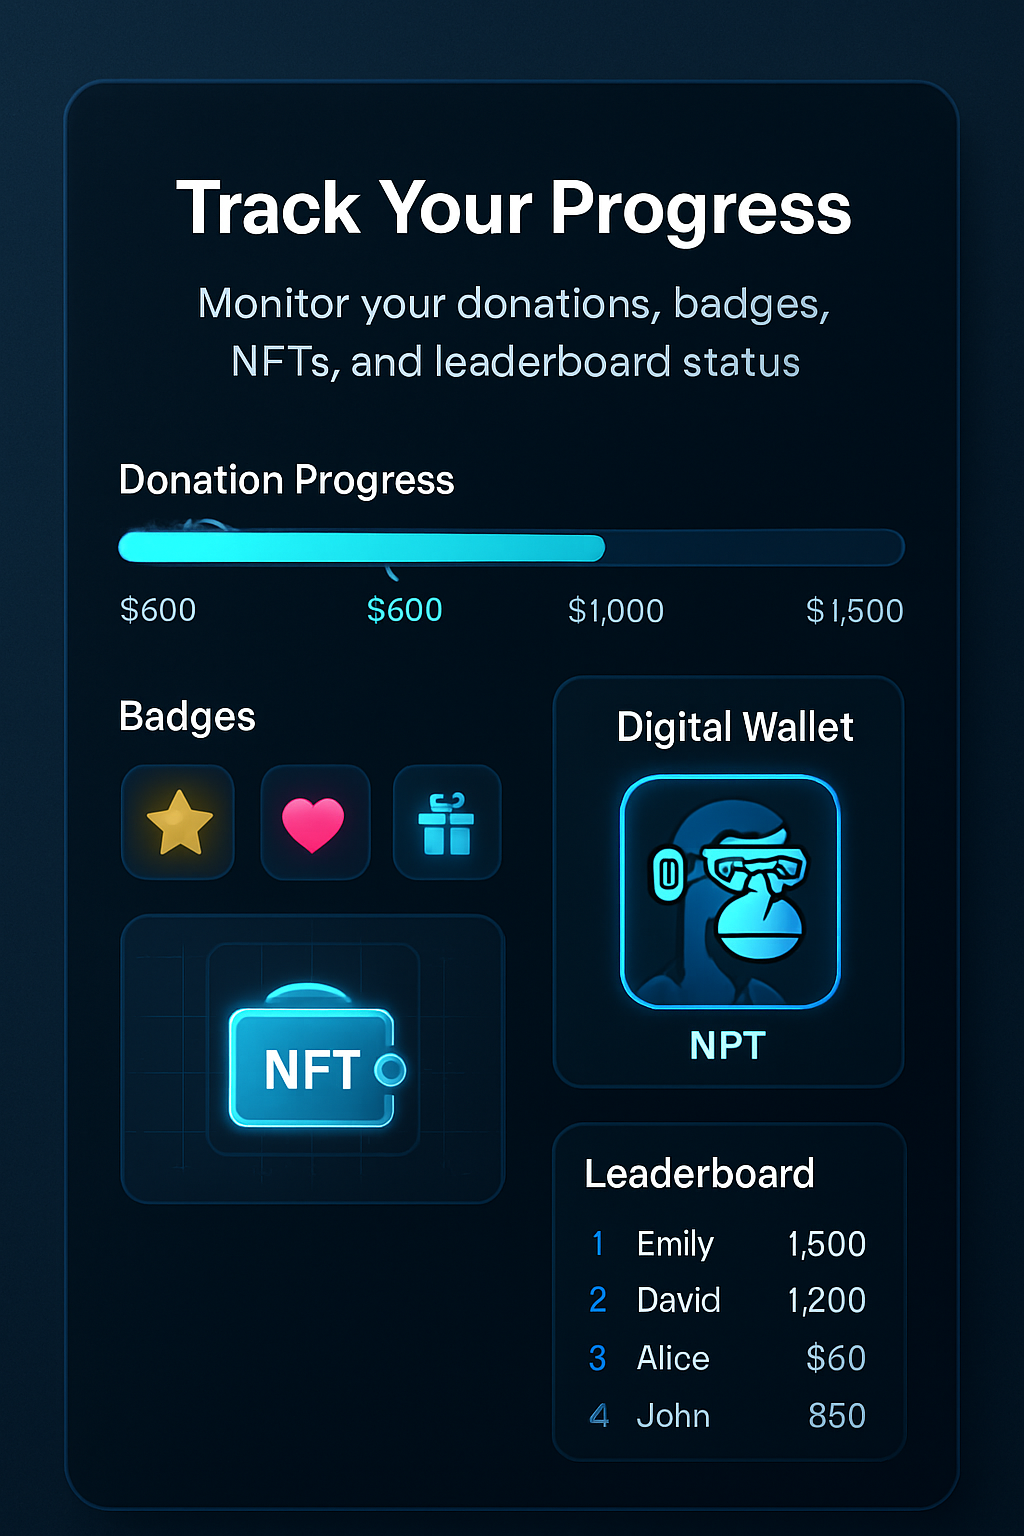 Track Your Progress
Monitor your donations, badges,
NFTs, and leaderboard status
Donation Progress
$600 $600 $1,000 $1,500
Badges
NFT
Digital Wallet
NPT
Leaderboard
1 Emily 1,500
2 David 1,200
3 Alice $60
4 John 850